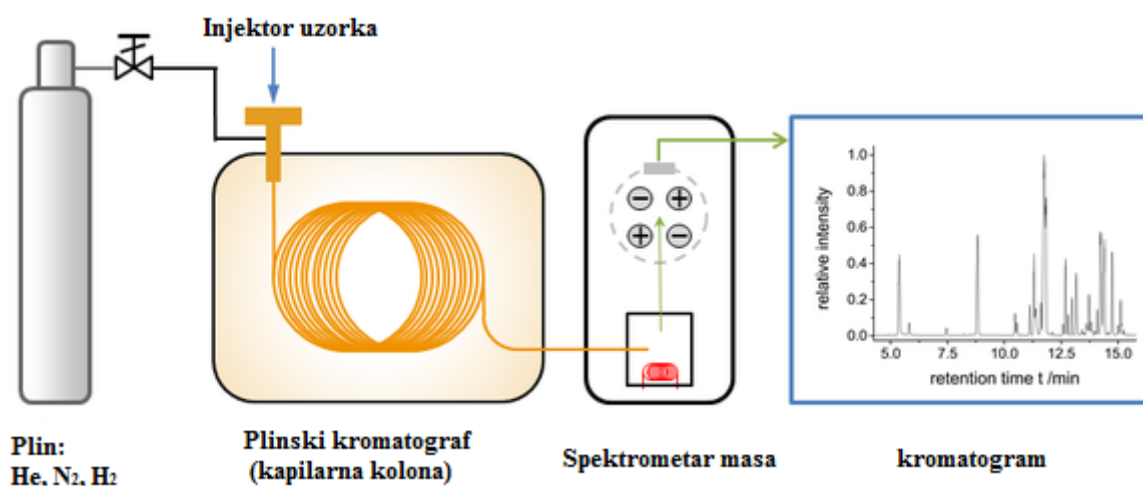 Injektor uzorka
Plin:
He, N₂, H₂
Plinski kromatograf
(kapilarna kolona)
Spektrometar masa
kromatogram
relative intensity
1.0
0.8
0.6
0.4
0.2
0.0
5.0 7.5 10.0 12.5 15.0
retention time t /min
− +
+ −